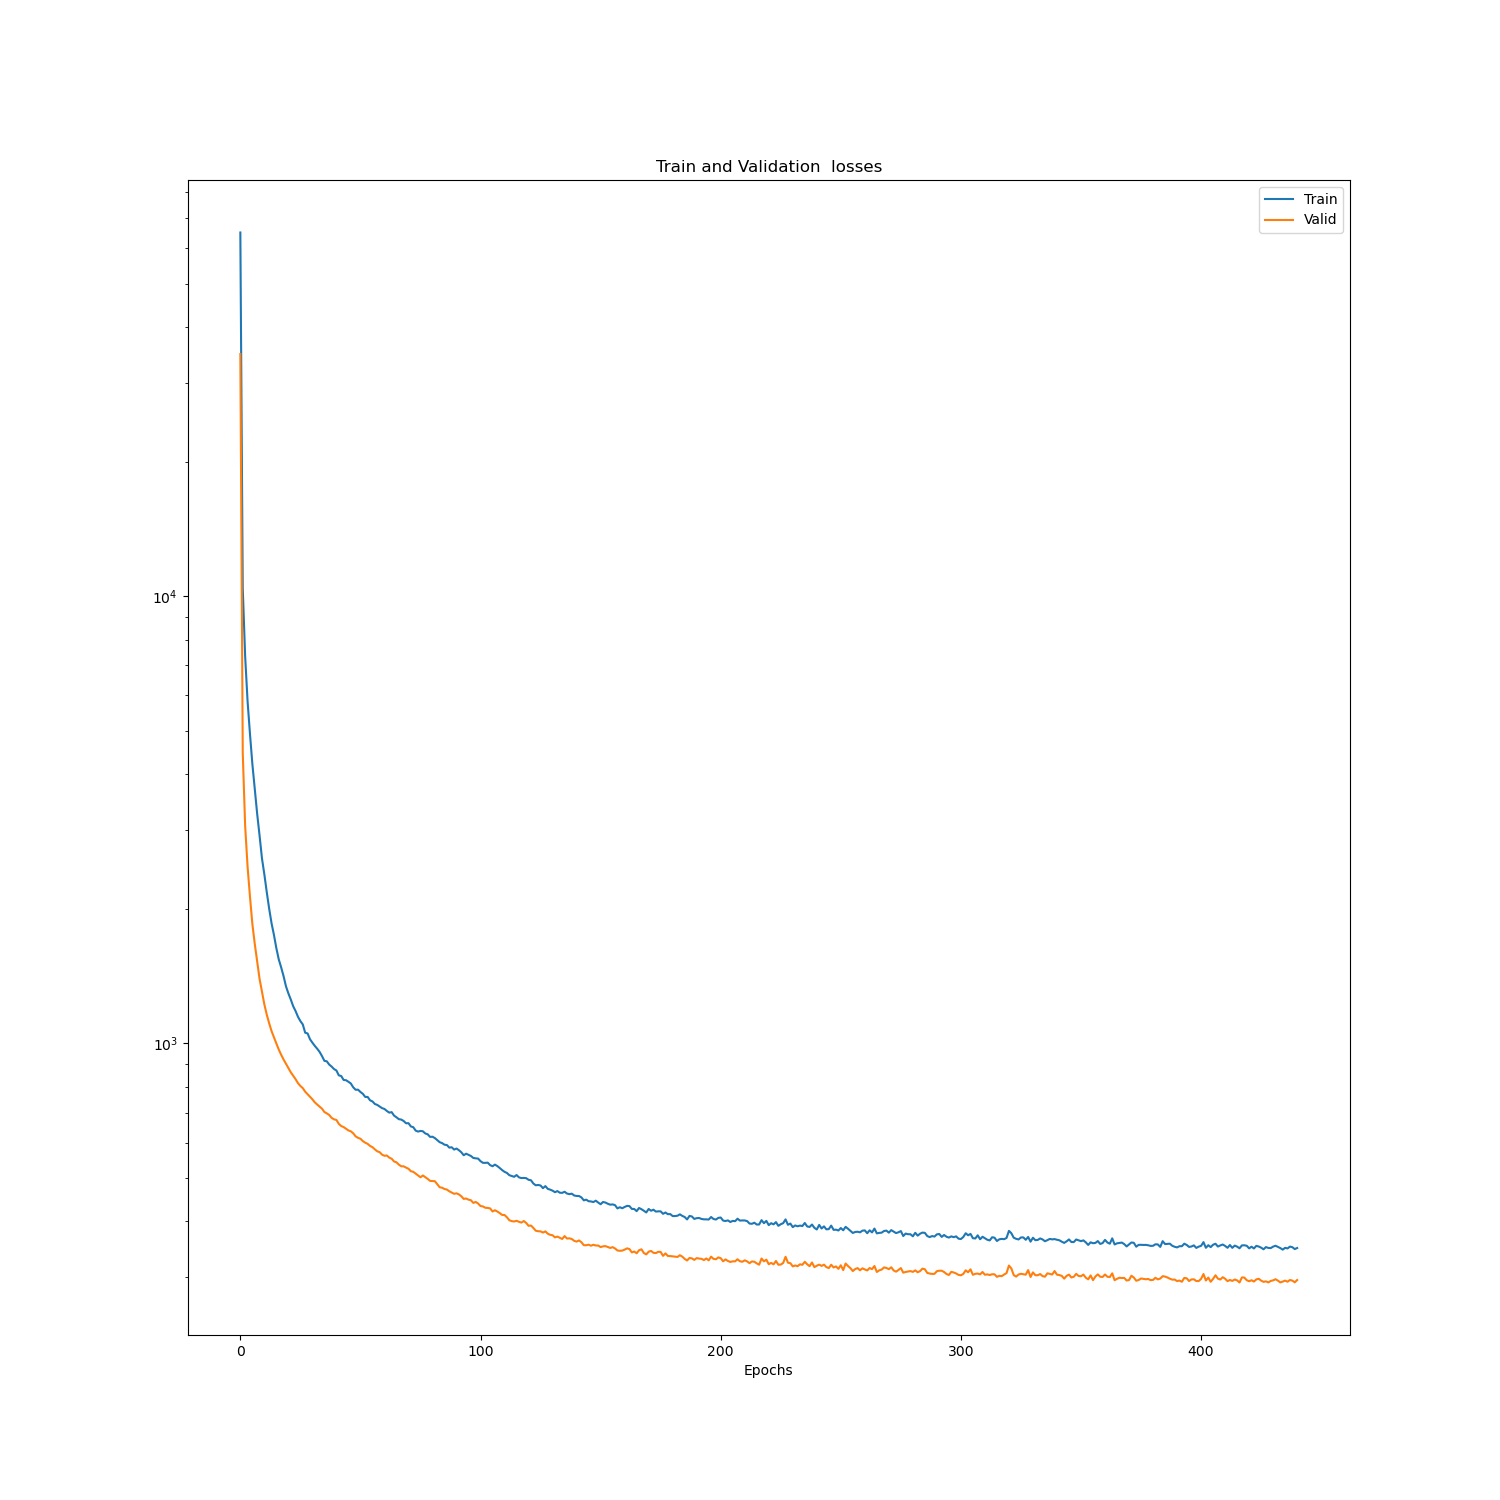 Train and Validation  losses
Train
Valid
10⁴
10³
0 100 200 300 400
Epochs